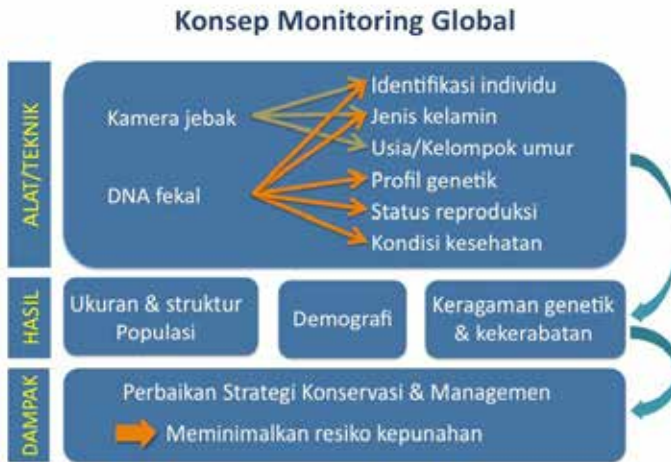 Konsep Monitoring Global
ALAT/TEKNIK
Kamera jebak
DNA fekal
Identifikasi individu
Jenis kelamin
Usia/Kelompok umur
Profil genetik
Status reproduksi
Kondisi kesehatan
HASIL
Ukuran & struktur
Populasi
Demografi
Keragaman genetik
& kekerabatan
DAMPAK
Perbaikan Strategi Konservasi & Managemen
Meminimalkan resiko kepunahan